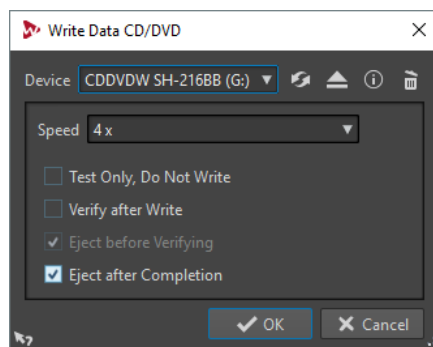 Write Data CD/DVD
Device CDDVDW SH-216BB (G:)
Speed 4 x
Test Only, Do Not Write
Verify after Write
Eject before Verifying
Eject after Completion
OK Cancel